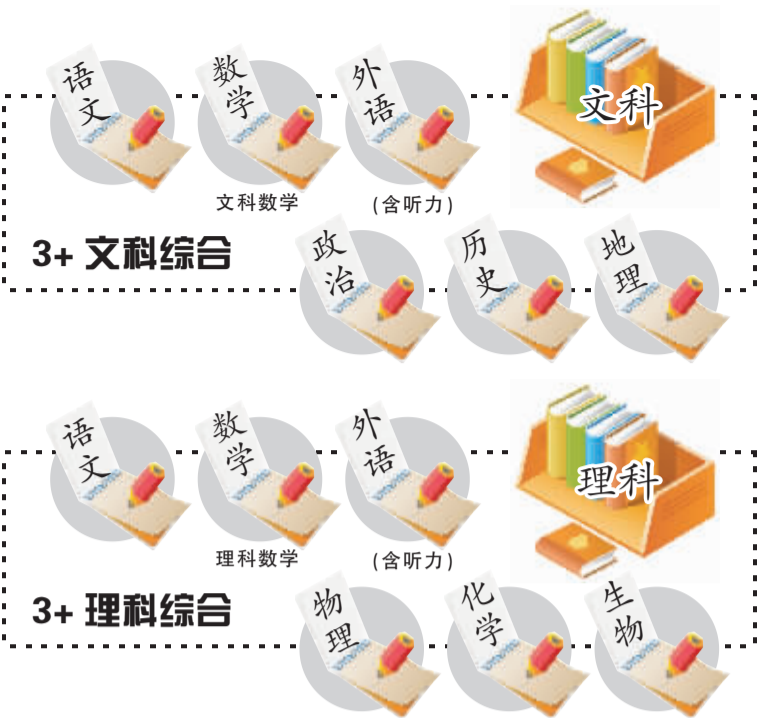 语文
数学
外语
文科
文科数学
(含听力)
3+ 文科综合
政治
历史
地理
语文
数学
外语
理科
理科数学
(含听力)
3+ 理科综合
物理
化学
生物